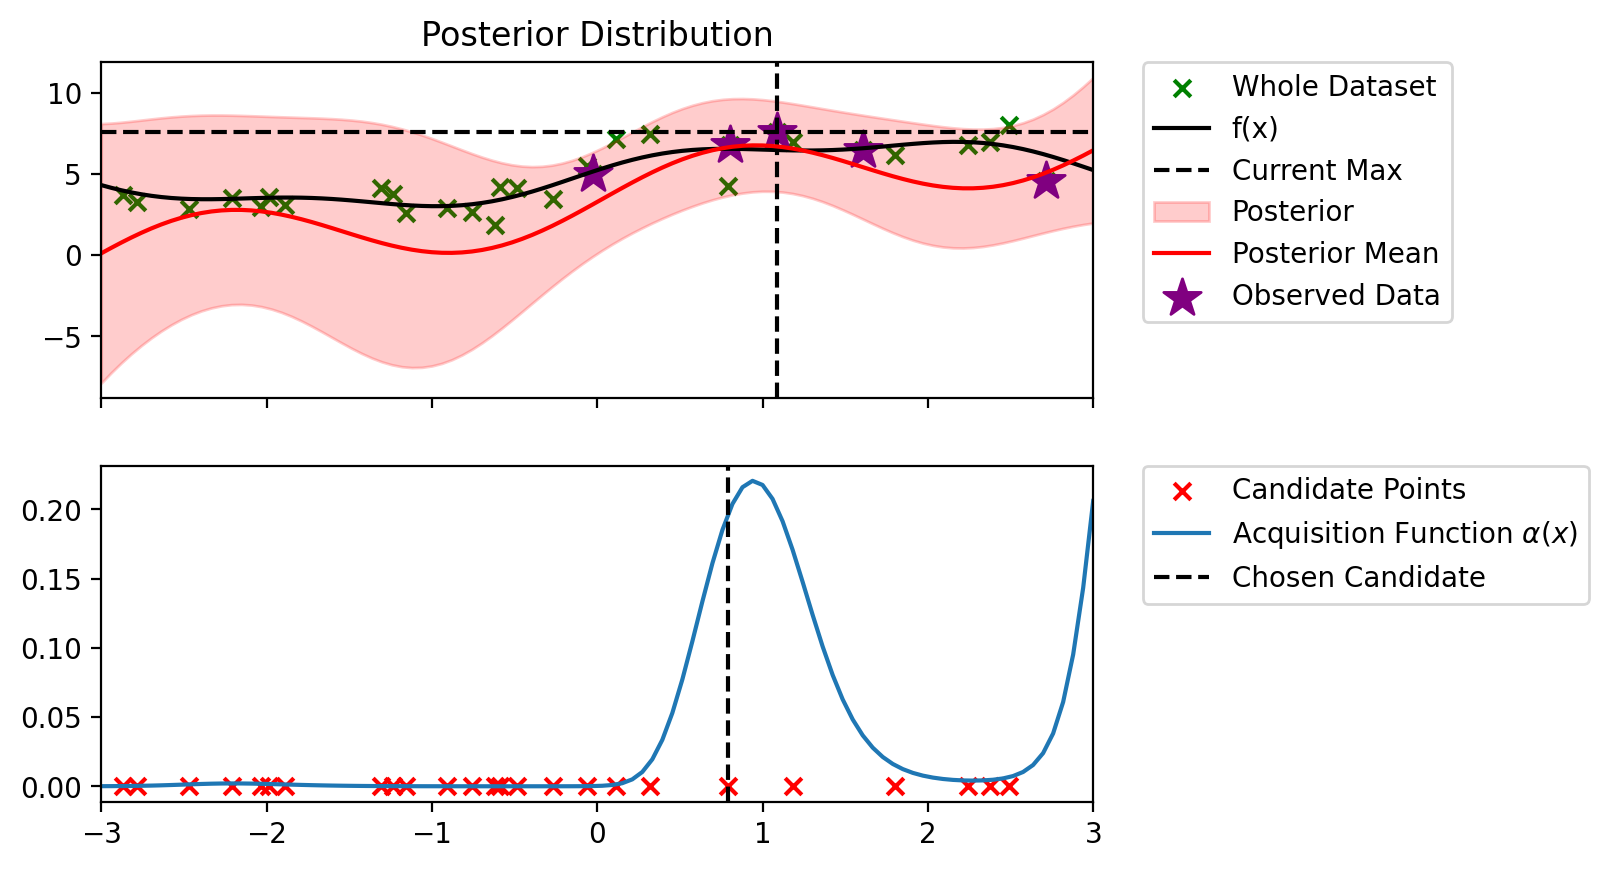 Posterior Distribution
10
5
0
−5
Whole Dataset
f(x)
Current Max
Posterior
Posterior Mean
Observed Data
0.20
0.15
0.10
0.05
0.00
−3 −2 −1 0 1 2 3
Candidate Points
Acquisition Function α(x)
Chosen Candidate